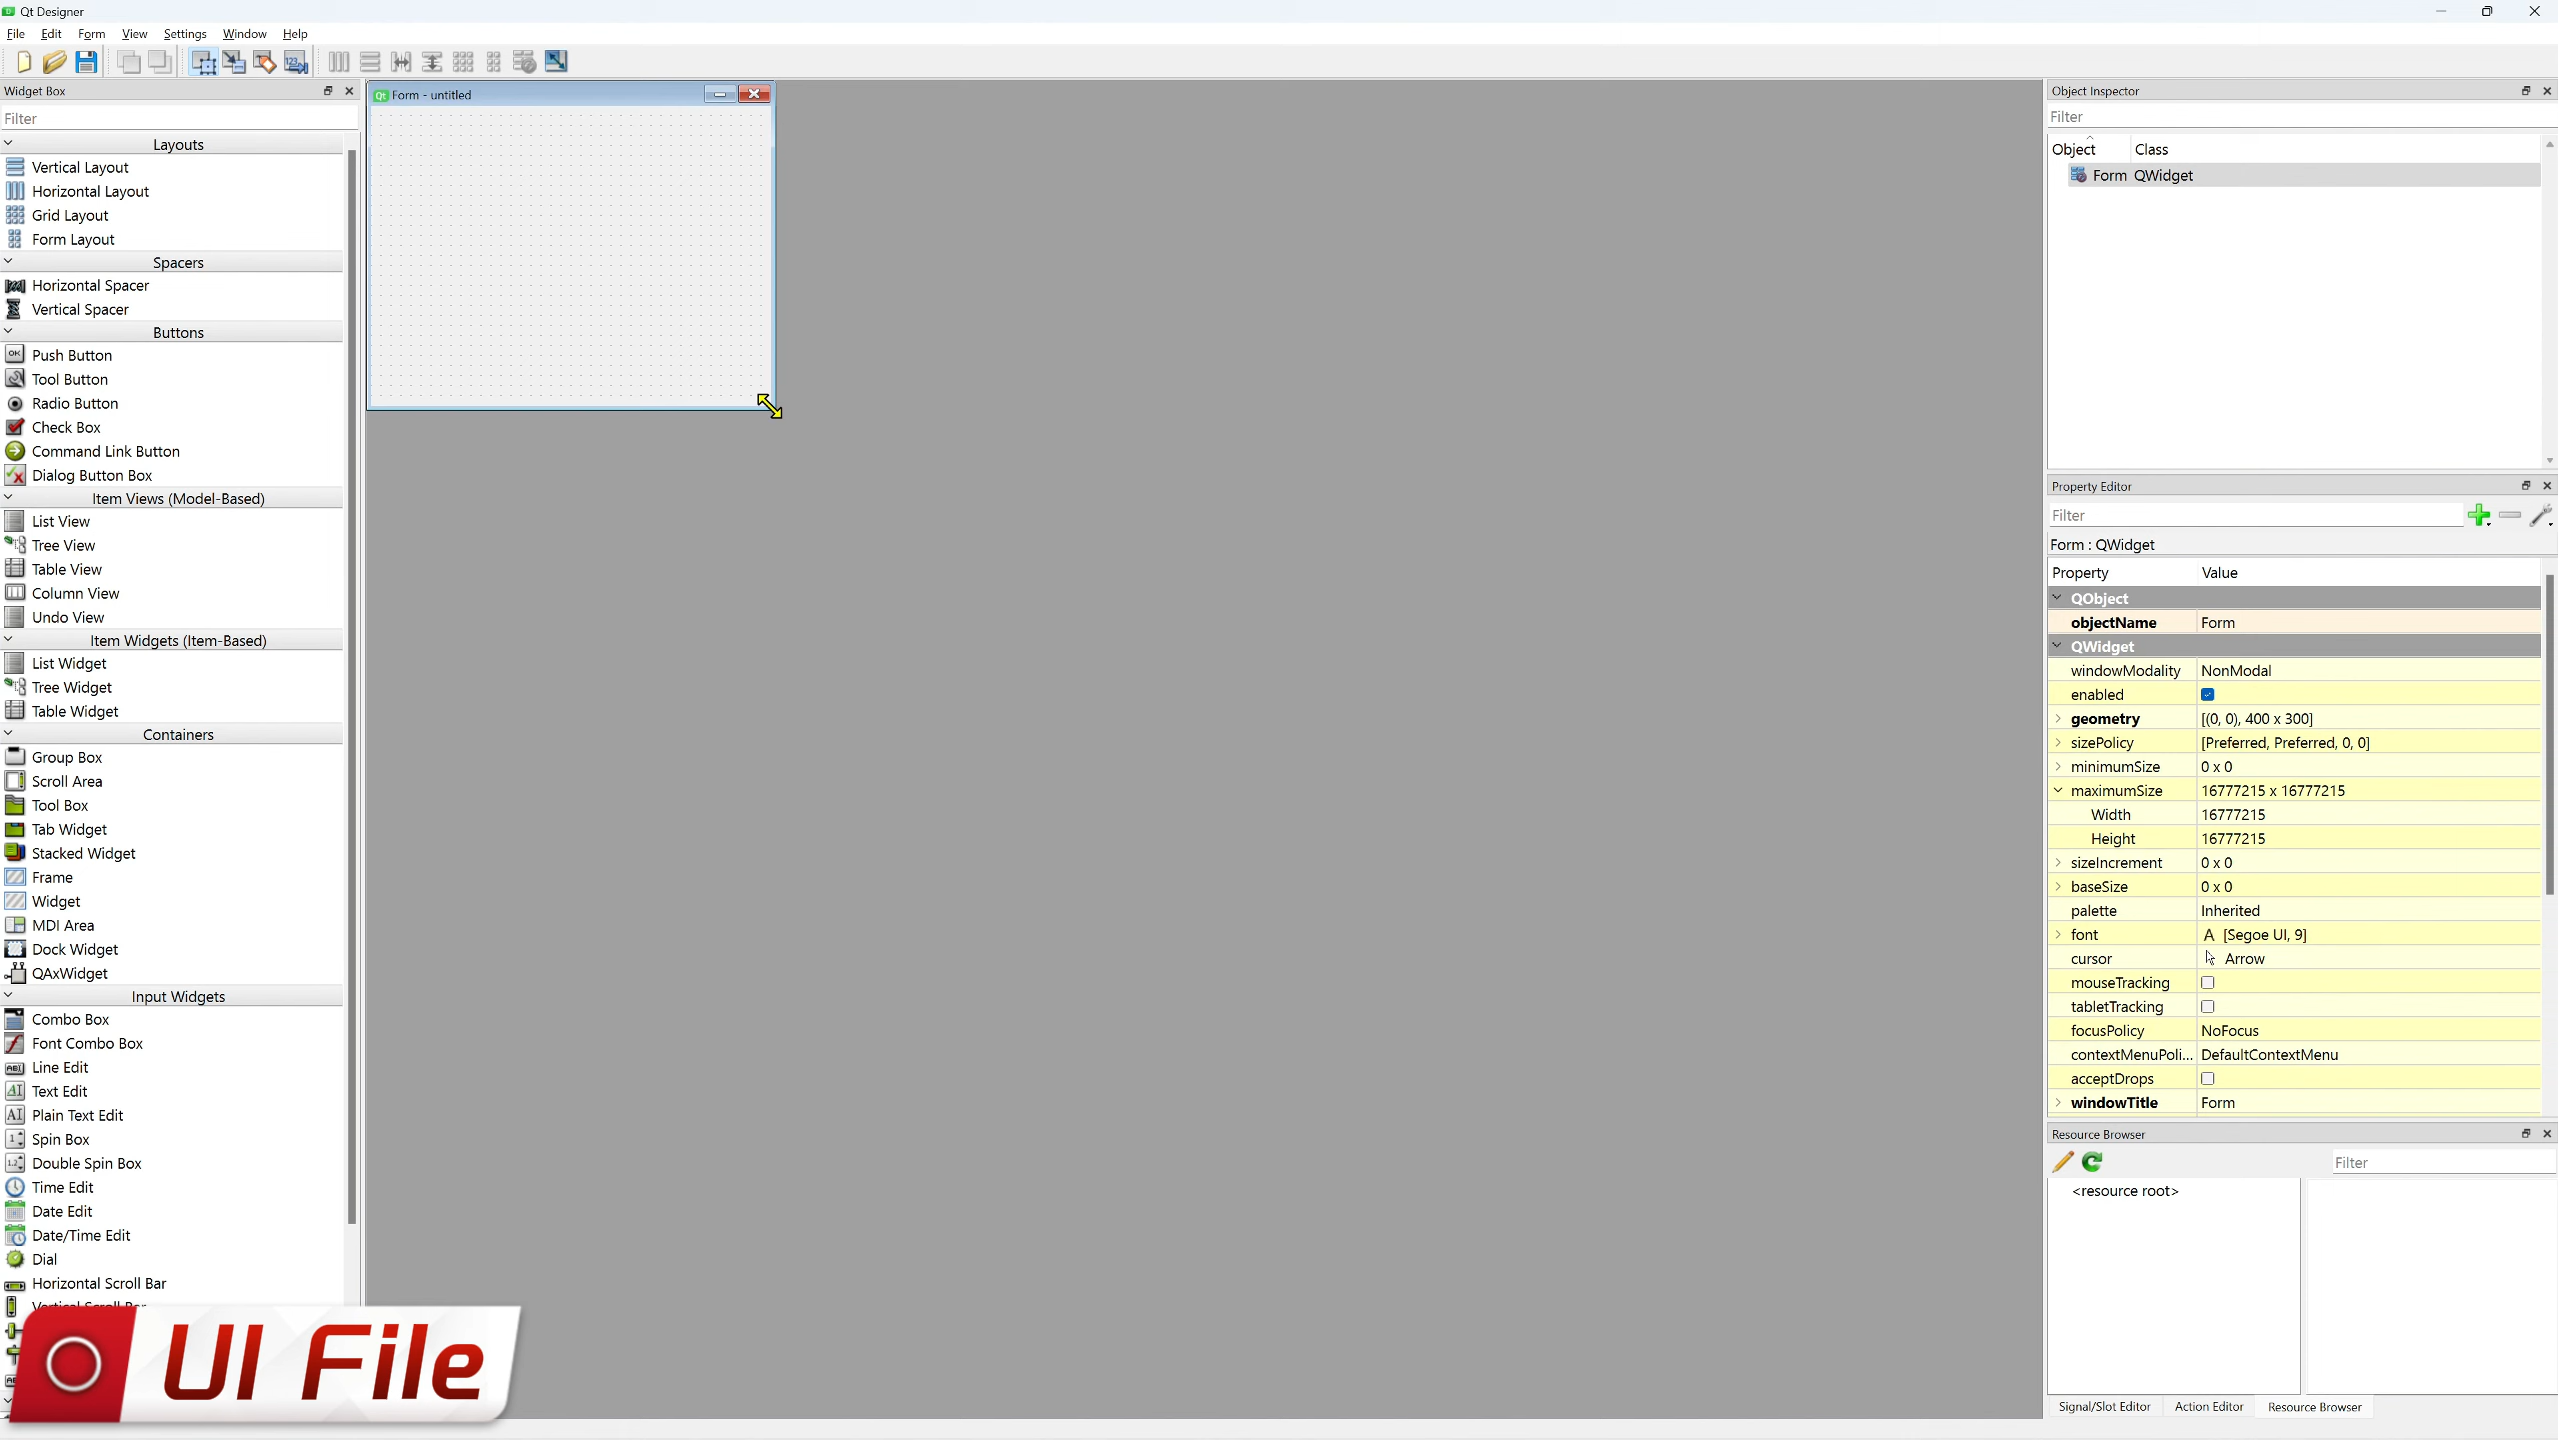 Qt Designer
File Edit Form View Settings Window Help
Widget Box
Filter
Layouts
Vertical Layout
Horizontal Layout
Grid Layout
Form Layout
Spacers
Horizontal Spacer
Vertical Spacer
Buttons
Push Button
Tool Button
Radio Button
Check Box
Command Link Button
Dialog Button Box
Item Views (Model-Based)
List View
Tree View
Table View
Column View
Undo View
Item Widgets (Item-Based)
List Widget
Tree Widget
Table Widget
Containers
Group Box
Scroll Area
Tool Box
Tab Widget
Stacked Widget
Frame
Widget
MDI Area
Dock Widget
QAxWidget
Input Widgets
Combo Box
Font Combo Box
Line Edit
Text Edit
Plain Text Edit
Spin Box
Double Spin Box
Time Edit
Date Edit
Date/Time Edit
Dial
Horizontal Scroll Bar
UI File
Form - untitled
Object Inspector
Filter
Object Class
Form QWidget
Property Editor
Filter
Form : QWidget
Property Value
QObject
objectName Form
QWidget
windowModality NonModal
enabled
geometry [(0, 0), 400 x 300]
sizePolicy [Preferred, Preferred, 0, 0]
minimumSize 0 x 0
maximumSize 16777215 x 16777215
Width 16777215
Height 16777215
sizeIncrement 0 x 0
baseSize 0 x 0
palette Inherited
font A [Segoe UI, 9]
cursor Arrow
mouseTracking
tabletTracking
focusPolicy NoFocus
contextMenuPoli... DefaultContextMenu
acceptDrops
windowTitle Form
Resource Browser
Filter
<resource root>
Signal/Slot Editor Action Editor Resource Browser